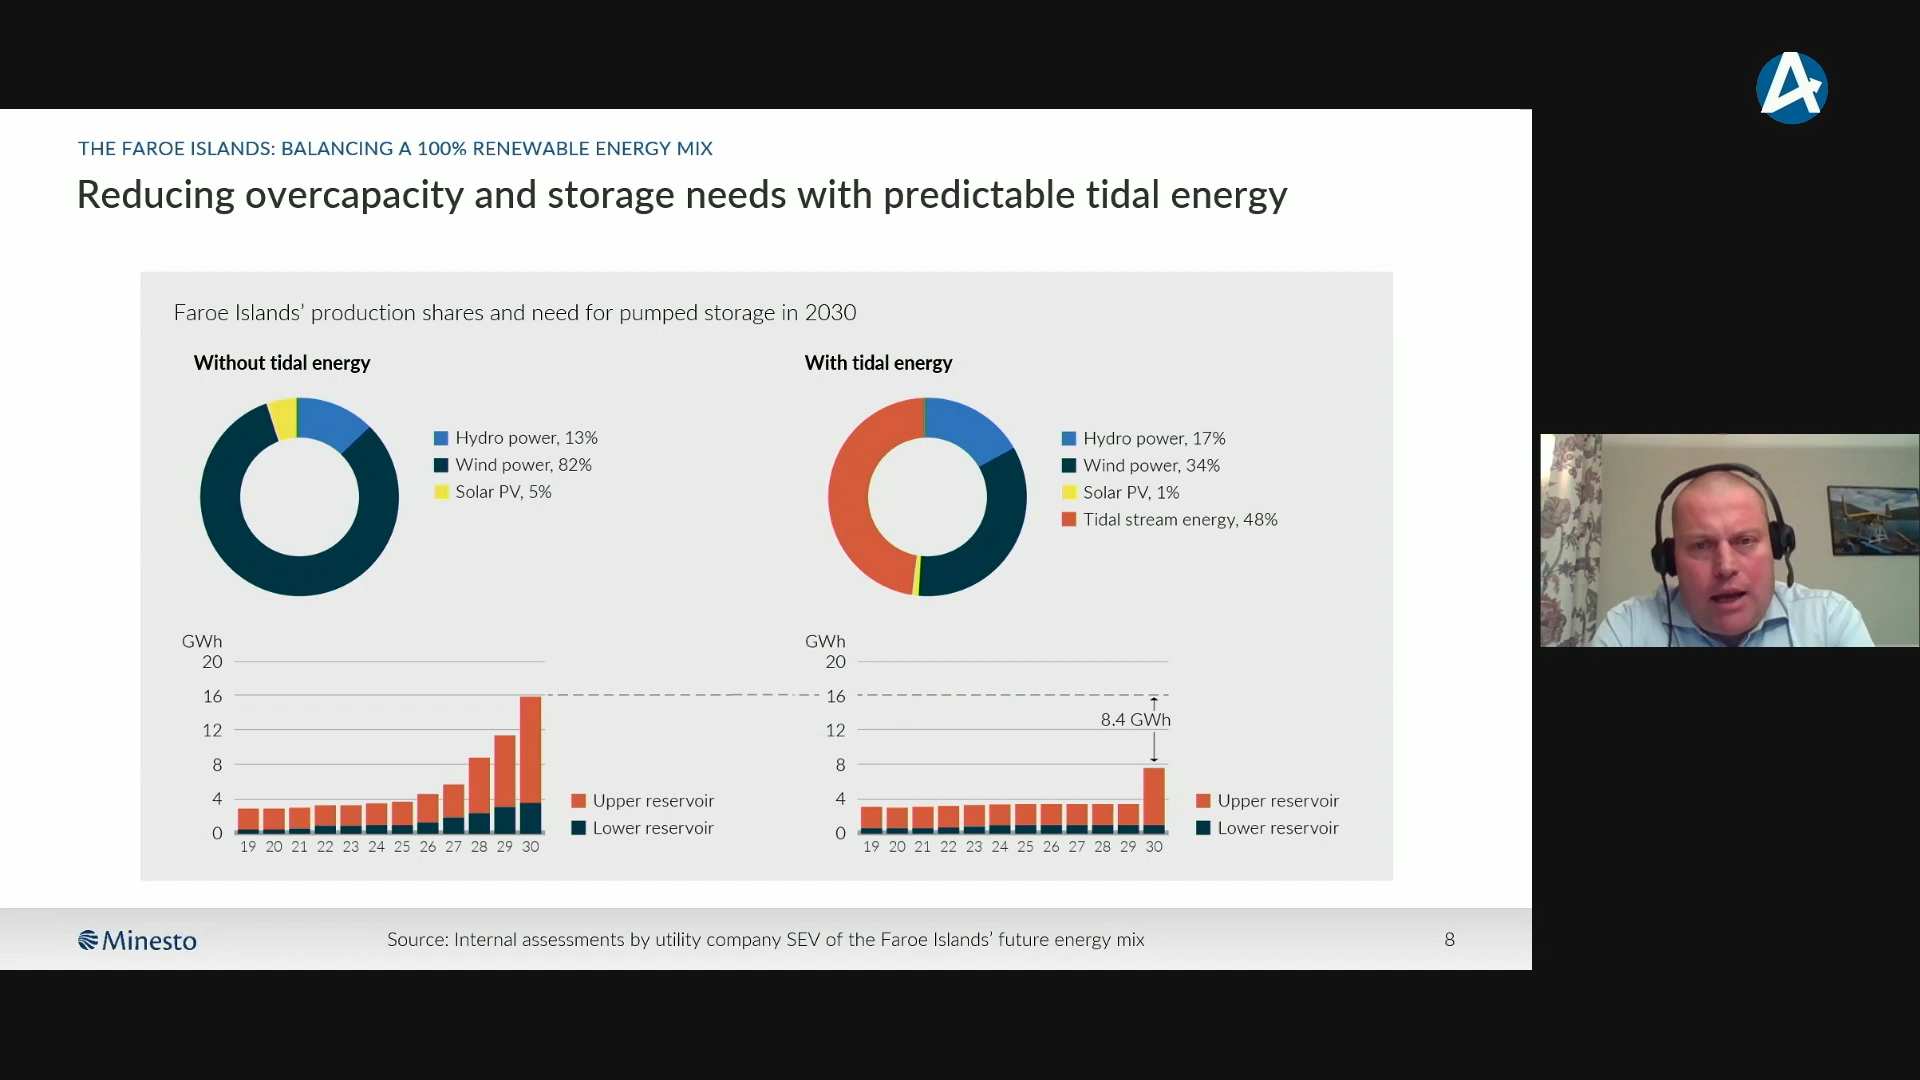 THE FAROE ISLANDS: BALANCING A 100% RENEWABLE ENERGY MIX
Reducing overcapacity and storage needs with predictable tidal energy
Faroe Islands’ production shares and need for pumped storage in 2030
Without tidal energy
Hydro power, 13%
Wind power, 82%
Solar PV, 5%
With tidal energy
Hydro power, 17%
Wind power, 34%
Solar PV, 1%
Tidal stream energy, 48%
GWh
20
16
12
8
4
0
19 20 21 22 23 24 25 26 27 28 29 30
Upper reservoir
Lower reservoir
GWh
20
16
12
8
4
0
8.4 GWh
19 20 21 22 23 24 25 26 27 28 29 30
Upper reservoir
Lower reservoir
Minesto
Source: Internal assessments by utility company SEV of the Faroe Islands’ future energy mix
8